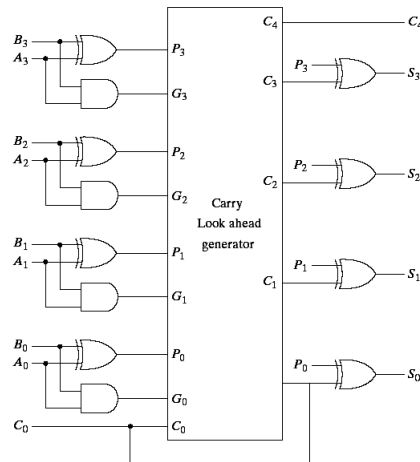 C₄ C₄
B₃
A₃ P₃ P₃
C₃ S₃
G₃
B₂
A₂ P₂ P₂
C₂ S₂
G₂
Carry
Look ahead
generator
B₁
A₁ P₁ P₁
C₁ S₁
G₁
B₀
A₀ P₀ P₀
S₀
G₀
C₀ C₀